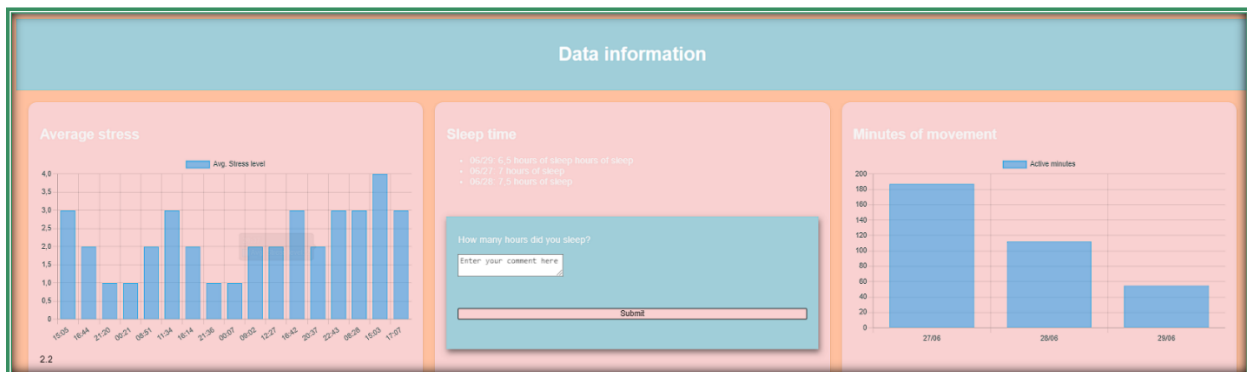 Data information
Average stress
Avg. Stress level
4,0
3,5
3,0
2,5
2,0
1,5
1,0
0,5
0
15:05 16:44 21:20 00:21 08:51 11:34 16:14 21:36 00:07 09:02 12:27 16:42 20:37 22:43 08:28 15:03 17:07
2.2
Sleep time
06/29: 6,5 hours of sleep hours of sleep
06/27: 7 hours of sleep
06/28: 7,5 hours of sleep
How many hours did you sleep?
Enter your comment here
Submit
Minutes of movement
Active minutes
200
180
160
140
120
100
80
60
40
20
0
27/06 28/06 29/06